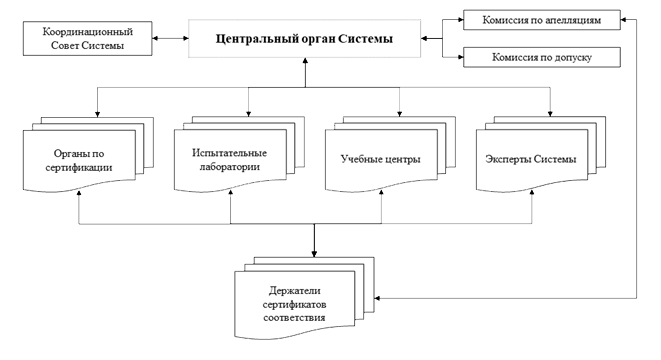 Координационный
Совет Системы
Центральный орган Системы
Комиссия по апелляциям
Комиссия по допуску
Органы по
сертификации
Испытательные
лаборатории
Учебные центры
Эксперты Системы
Держатели
сертификатов
соответствия